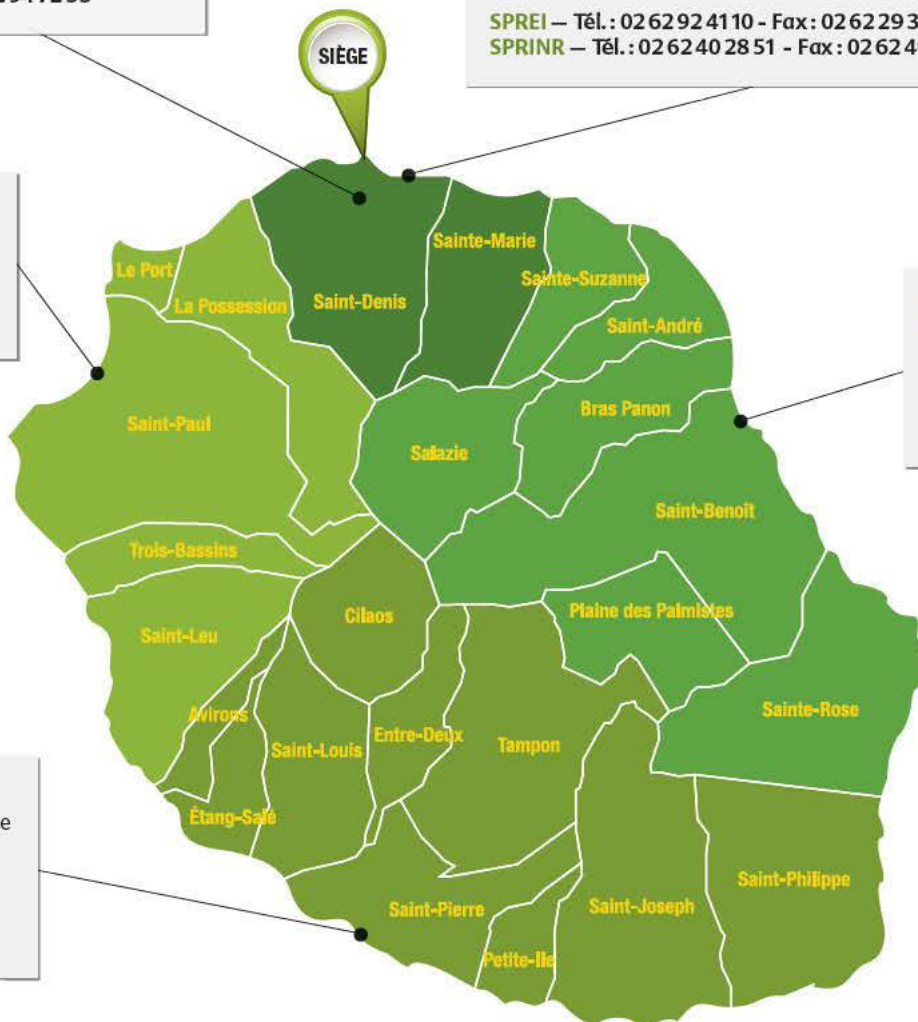 SPREI – Tél. : 02 62 92 41 10 - Fax : 02 62 29 3
SPRINR – Tél. : 02 62 40 28 51 - Fax : 02 62 4
SIÈGE
Sainte-Marie
Le Port
Sainte-Suzanne
La Possession
Saint-Denis
Saint-André
Bras Panon
Saint-Paul
Salazie
Saint-Benoît
Trois-Bassins
Plaine des Palmistes
Cilaos
Saint-Leu
Sainte-Rose
Avirons
Entre-Deux
Tampon
Saint-Louis
Étang-Salé
Saint-Philippe
Saint-Joseph
Saint-Pierre
Petite-Ile